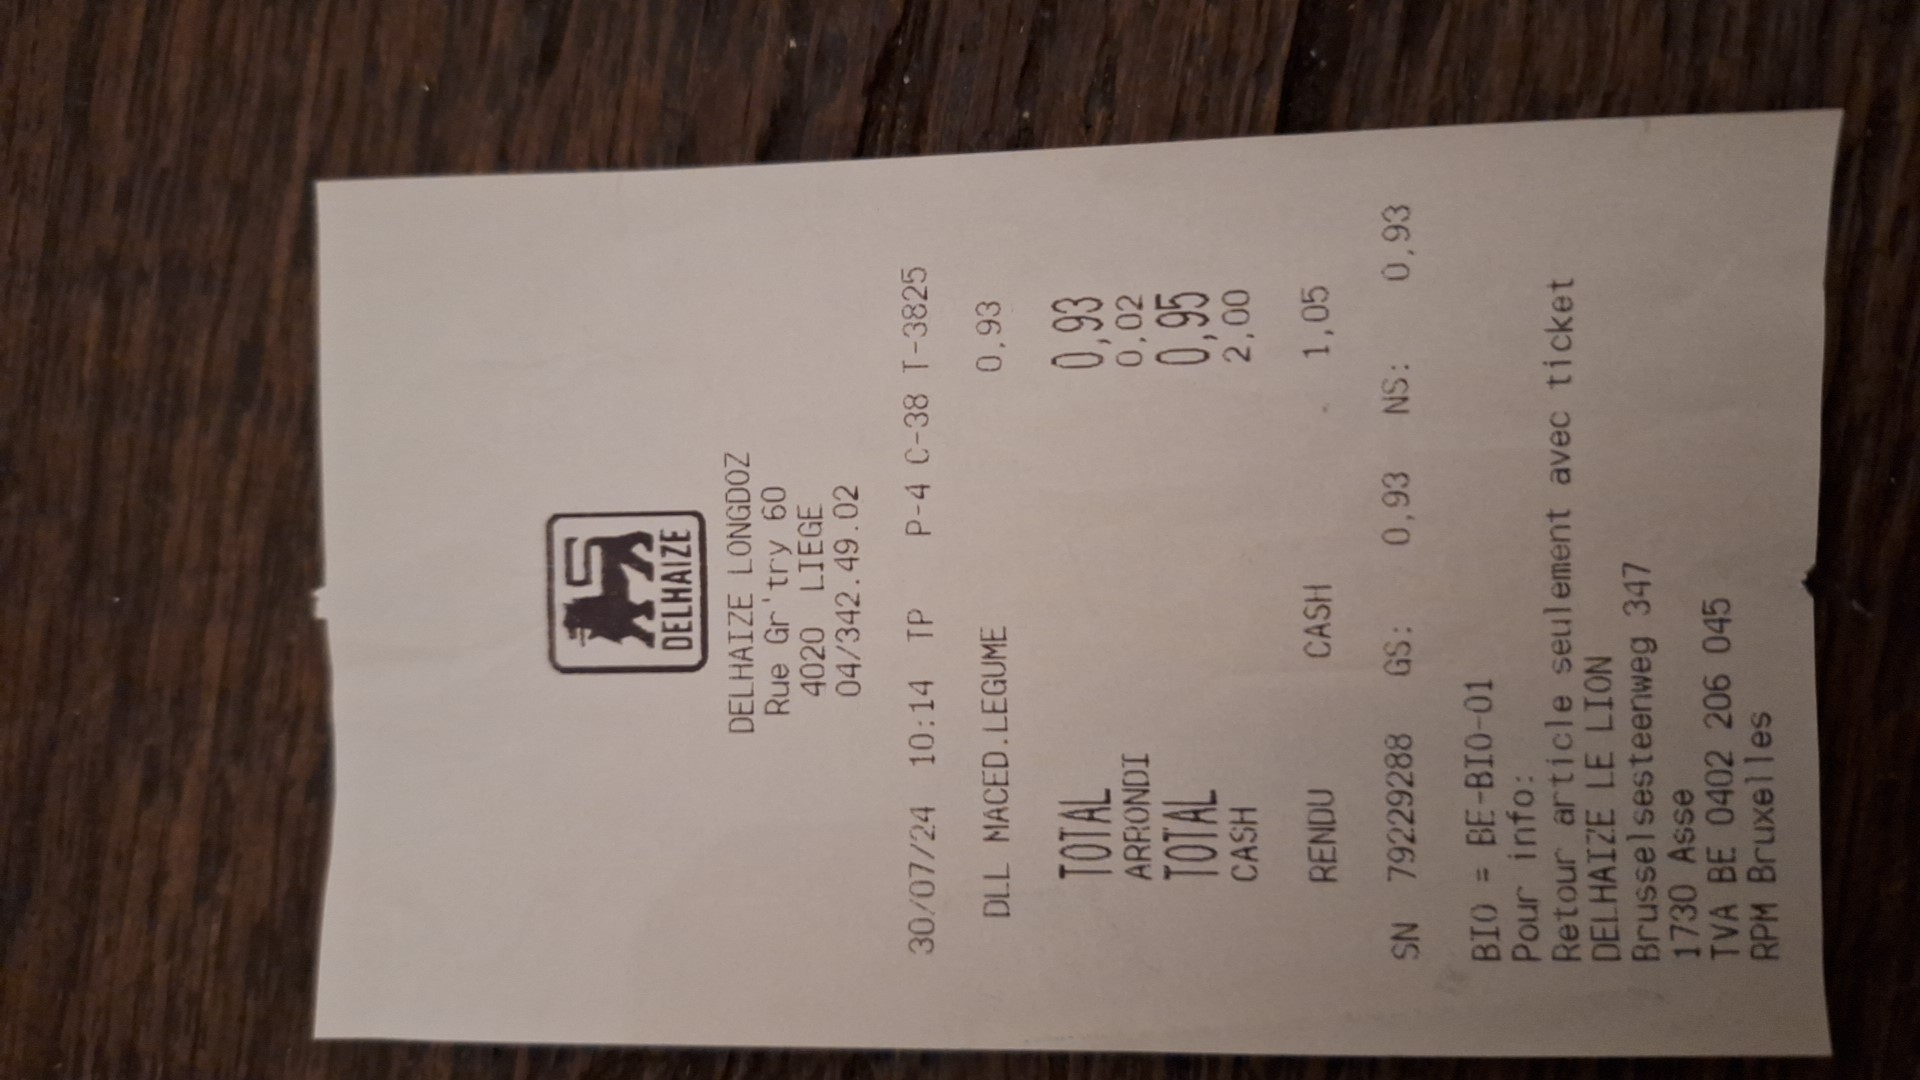 DELHAIZE
DELHAIZE LONGDOZ
Rue Gr'try 60
4020 LIEGE
04/342.49.02
30/07/24 10:14 TP P-4 C-38 T-3825
DLL MACED.LEGUME 0,93
TOTAL 0,93
ARRONDI 0,02
TOTAL 0,95
CASH 2,00
RENDU CASH 1,05
SN 79229288 GS: 0,93 NS: 0,93
BIO = BE-BIO-01
Pour info:
Retour article seulement avec ticket
DELHAIZE LE LION
Brusselsesteenweg 347
1730 Asse
TVA BE 0402 206 045
RPM Bruxelles